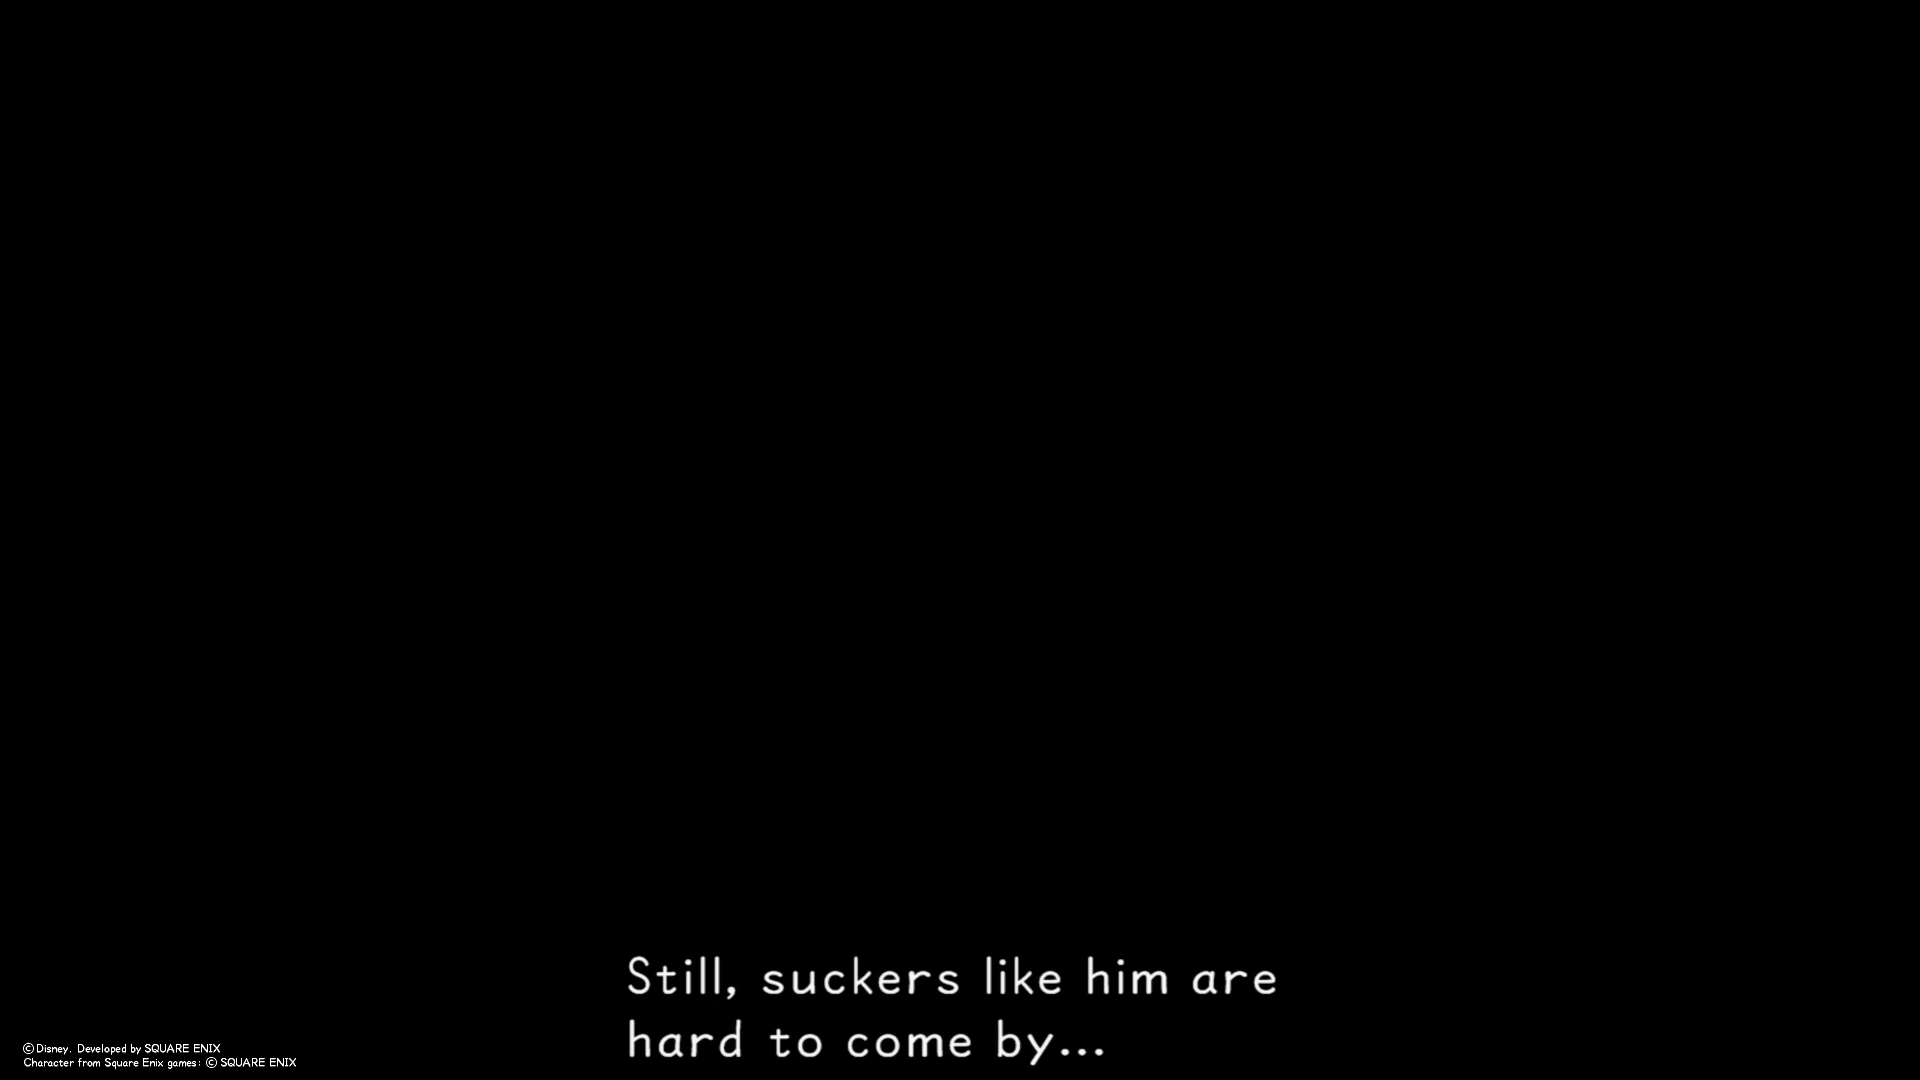 Still, suckers like him are
hard to come by...
©Disney. Developed by SQUARE ENIX
Character from Square Enix games: © SQUARE ENIX